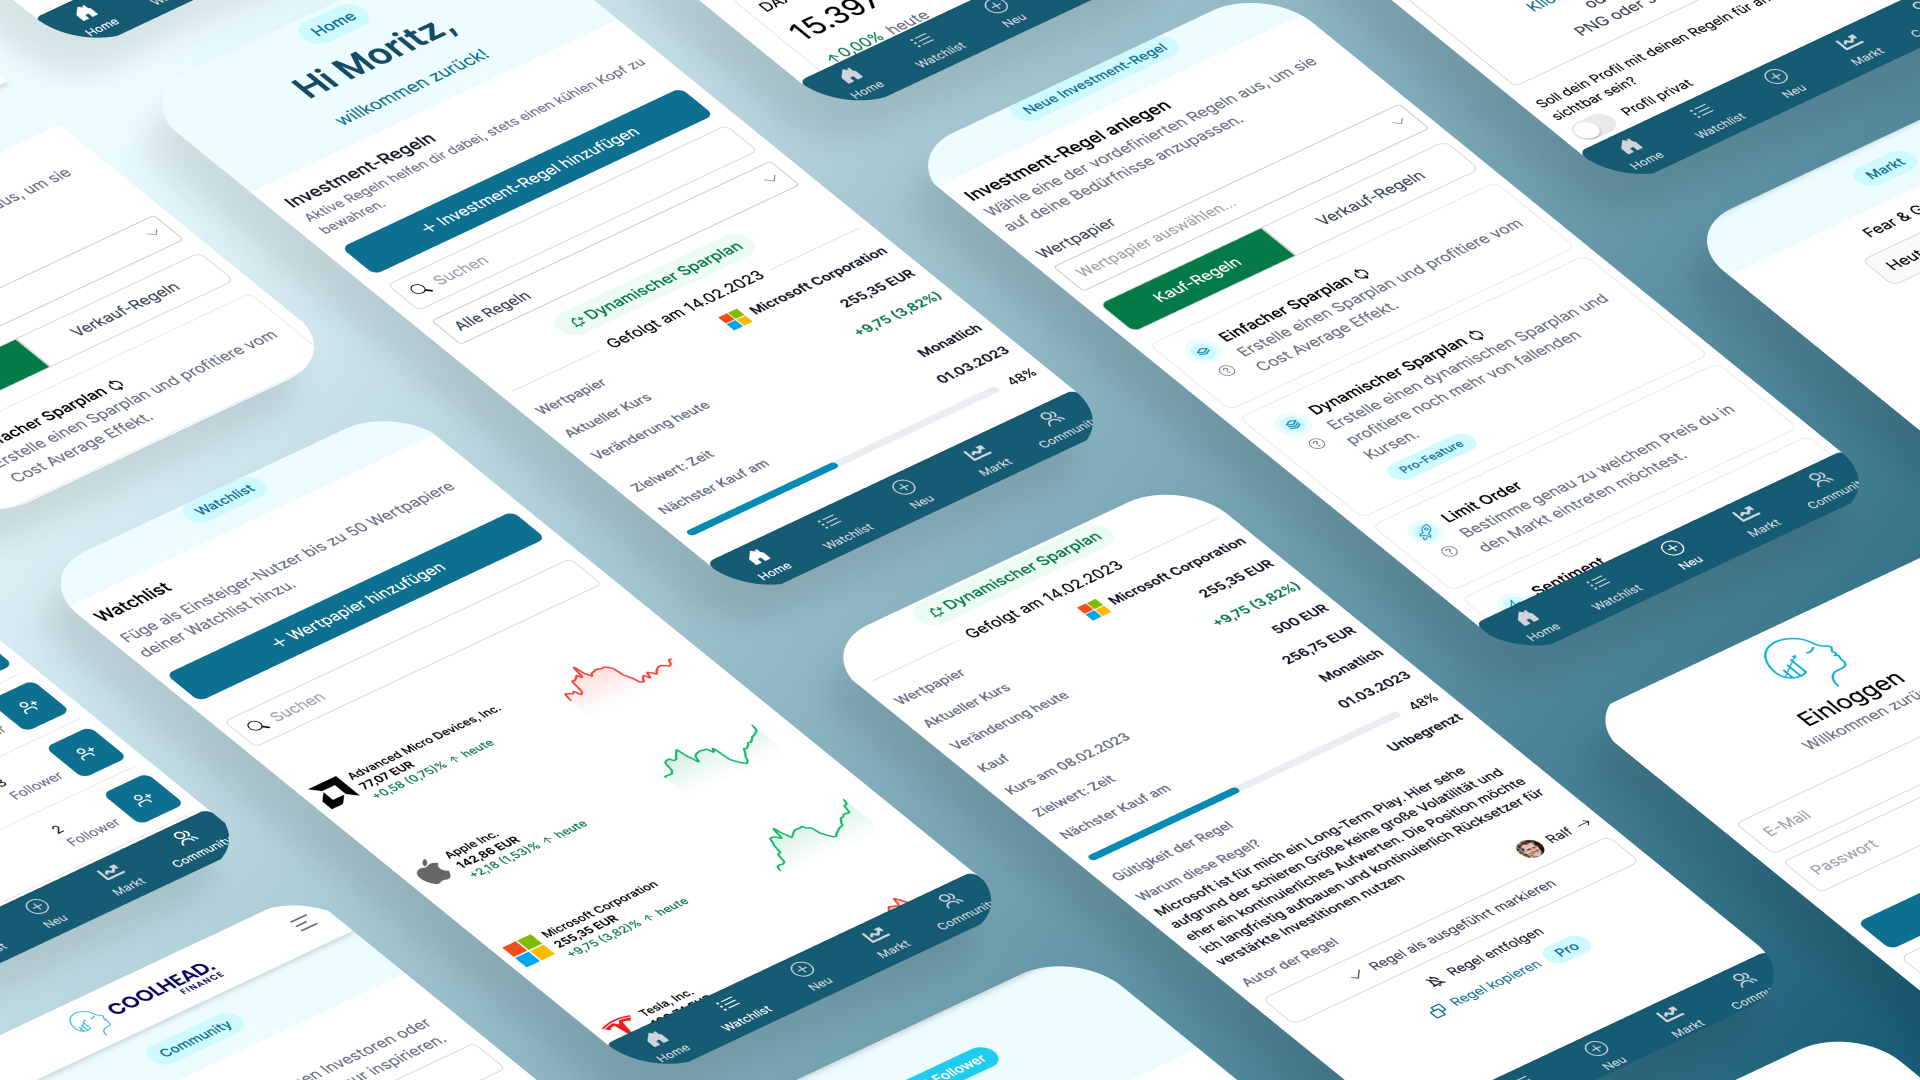 Home
Home
Hi Moritz,
willkommen zurück!
Investment-Regeln
Aktive Regeln helfen dir dabei, stets einen kühlen Kopf zu
bewahren.
+ Investment-Regel hinzufügen
Suchen
Alle Regeln
Dynamischer Sparplan
Gefolgt am 14.02.2023
Wertpapier
Microsoft Corporation
Aktueller Kurs
255,35 EUR
Veränderung heute
+9,75 (3,82%)
Zielwert: Zeit
Monatlich
Nächster Kauf am
01.03.2023
48%
Home
Watchlist
Neu
Markt
Community
15.397
↑0,00% heute
Home
Watchlist
Neu
Neue Investment-Regel
Investment-Regel anlegen
Wähle eine der vordefinierten Regeln aus, um sie
auf deine Bedürfnisse anzupassen.
Wertpapier
Wertpapier auswählen...
Kauf-Regeln
Verkauf-Regeln
Einfacher Sparplan
Erstelle einen Sparplan und profitiere vom
Cost Average Effekt.
Dynamischer Sparplan
Erstelle einen dynamischen Sparplan und
profitiere noch mehr von fallenden
Kursen.
Pro-Feature
Limit Order
Bestimme genau zu welchem Preis du in
den Markt eintreten möchtest.
Sentiment
Home
Watchlist
Neu
Markt
PNG oder
Soll dein Profil mit deinen Regeln für
sichtbar sein?
Profil privat
Home
Watchlist
Neu
Markt
Markt
Fear & G
Heut
aus, um sie
Verkauf-Regeln
acher Sparplan
Erstelle einen Sparplan und profitiere vom
Cost Average Effekt.
Watchlist
Watchlist
Füge als Einsteiger-Nutzer bis zu 50 Wertpapiere
deiner Watchlist hinzu.
+ Wertpapier hinzufügen
Suchen
Advanced Micro Devices, Inc.
77,07 EUR
+0,58 (0,75)% ↑ heute
Apple Inc.
142,86 EUR
+2,18 (1,53)% ↑ heute
Microsoft Corporation
255,35 EUR
+9,75 (3,82)% ↑ heute
Tesla, Inc.
Home
Watchlist
Neu
Markt
Community
Follower
2
Follower
Neu
Markt
Community
COOLHEAD.
FINANCE
Community
en Investoren oder
ur inspirieren.
Dynamischer Sparplan
Gefolgt am 14.02.2023
Wertpapier
Microsoft Corporation
Aktueller Kurs
255,35 EUR
Veränderung heute
+9,75 (3,82%)
Kauf
500 EUR
Kurs am 08.02.2023
256,75 EUR
Zielwert: Zeit
Monatlich
Nächster Kauf am
01.03.2023
48%
Gültigkeit der Regel
Unbegrenzt
Warum diese Regel?
Microsoft ist für mich ein Long-Term Play. Hier sehe
aufgrund der schieren Größe keine große Volatilität und
eher ein kontinuierliches Aufwerten. Die Position möchte
ich langfristig aufbauen und kontinuierlich Rücksetzer für
verstärkte Investitionen nutzen
Autor der Regel
Ralf →
Regel als ausgeführt markieren
Regel entfolgen
Regel kopieren
Pro
Neu
Markt
Follower
Einloggen
Willkommen zurü
E-Mail
Passwort